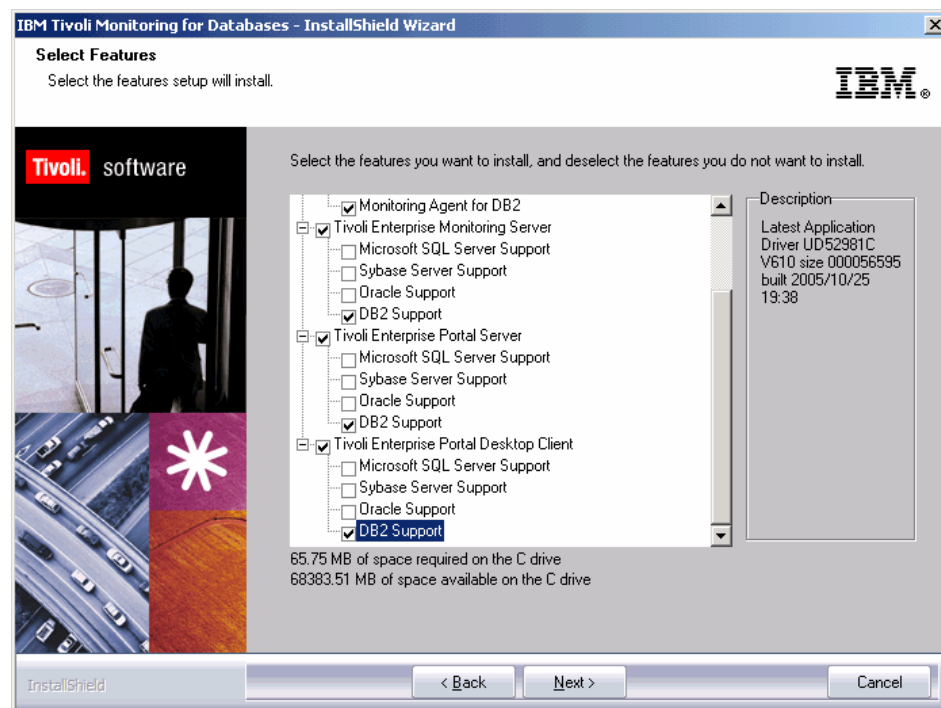 IBM Tivoli Monitoring for Databases - InstallShield Wizard
Select Features
Select the features setup will install.
IBM®
Tivoli. software
Select the features you want to install, and deselect the features you do not want to install.
Monitoring Agent for DB2
Tivoli Enterprise Monitoring Server
Microsoft SQL Server Support
Sybase Server Support
Oracle Support
DB2 Support
Tivoli Enterprise Portal Server
Microsoft SQL Server Support
Sybase Server Support
Oracle Support
DB2 Support
Tivoli Enterprise Portal Desktop Client
Microsoft SQL Server Support
Sybase Server Support
Oracle Support
DB2 Support
Description
Latest Application
Driver UD52981C
V610 size 000056595
built 2005/10/25
19:38
65.75 MB of space required on the C drive
68383.51 MB of space available on the C drive
InstallShield
< Back
Next >
Cancel